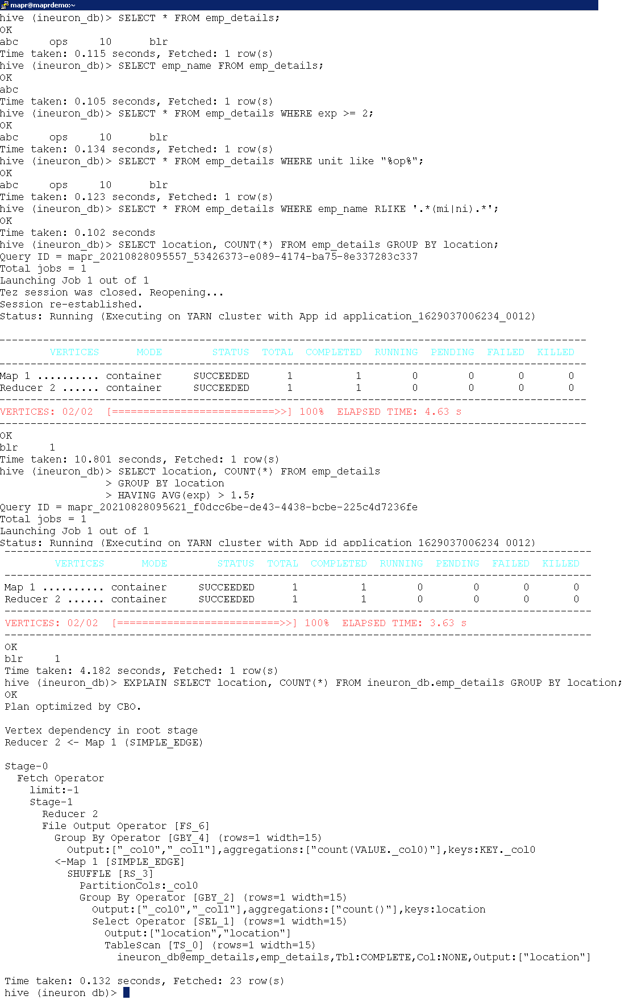 mapr@maprdemo:~
hive (ineuron_db)> SELECT * FROM emp_details;
OK
abc     ops     10      blr
Time taken: 0.115 seconds, Fetched: 1 row(s)
hive (ineuron_db)> SELECT emp_name FROM emp_details;
OK
abc
Time taken: 0.105 seconds, Fetched: 1 row(s)
hive (ineuron_db)> SELECT * FROM emp_details WHERE exp >= 2;
OK
abc     ops     10      blr
Time taken: 0.134 seconds, Fetched: 1 row(s)
hive (ineuron_db)> SELECT * FROM emp_details WHERE unit like "%op%";
OK
abc     ops     10      blr
Time taken: 0.123 seconds, Fetched: 1 row(s)
hive (ineuron_db)> SELECT * FROM emp_details WHERE emp_name RLIKE '.*(mi|ni).*';
OK
Time taken: 0.102 seconds
hive (ineuron_db)> SELECT location, COUNT(*) FROM emp_details GROUP BY location;
Query ID = mapr_20210828095557_53426373-e089-4174-ba75-8e337283c337
Total jobs = 1
Launching Job 1 out of 1
Tez session was closed. Reopening...
Session re-established.
Status: Running (Executing on YARN cluster with App id application_1629037006234_0012)
----------------------------------------------------------------------------------------------
        VERTICES      MODE        STATUS  TOTAL  COMPLETED  RUNNING  PENDING  FAILED  KILLED
----------------------------------------------------------------------------------------------
Map 1 .......... container     SUCCEEDED      1          1        0        0       0       0
Reducer 2 ...... container     SUCCEEDED      1          1        0        0       0       0
----------------------------------------------------------------------------------------------
VERTICES: 02/02  [==========================>>] 100%  ELAPSED TIME: 4.63 s
----------------------------------------------------------------------------------------------
OK
blr     1
Time taken: 10.801 seconds, Fetched: 1 row(s)
hive (ineuron_db)> SELECT location, COUNT(*) FROM emp_details
                 > GROUP BY location
                 > HAVING AVG(exp) > 1.5;
Query ID = mapr_20210828095621_f0dcc6be-de43-4438-bcbe-225c4d7236fe
Total jobs = 1
Launching Job 1 out of 1
Status: Running (Executing on YARN cluster with App id application_1629037006234_0012)
----------------------------------------------------------------------------------------------
        VERTICES      MODE        STATUS  TOTAL  COMPLETED  RUNNING  PENDING  FAILED  KILLED
----------------------------------------------------------------------------------------------
Map 1 .......... container     SUCCEEDED      1          1        0        0       0       0
Reducer 2 ...... container     SUCCEEDED      1          1        0        0       0       0
----------------------------------------------------------------------------------------------
VERTICES: 02/02  [==========================>>] 100%  ELAPSED TIME: 3.63 s
----------------------------------------------------------------------------------------------
OK
blr     1
Time taken: 4.182 seconds, Fetched: 1 row(s)
hive (ineuron_db)> EXPLAIN SELECT location, COUNT(*) FROM ineuron_db.emp_details GROUP BY location;
OK
Plan optimized by CBO.
Vertex dependency in root stage
Reducer 2 <- Map 1 (SIMPLE_EDGE)
Stage-0
  Fetch Operator
    limit:-1
    Stage-1
      Reducer 2
      File Output Operator [FS_6]
        Group By Operator [GBY_4] (rows=1 width=15)
          Output:["_col0","_col1"],aggregations:["count(VALUE._col0)"],keys:KEY._col0
        <-Map 1 [SIMPLE_EDGE]
          SHUFFLE [RS_3]
            PartitionCols:_col0
            Group By Operator [GBY_2] (rows=1 width=15)
              Output:["_col0","_col1"],aggregations:["count()"],keys:location
              Select Operator [SEL_1] (rows=1 width=15)
                Output:["location","location"]
                TableScan [TS_0] (rows=1 width=15)
                  ineuron_db@emp_details,emp_details,Tbl:COMPLETE,Col:NONE,Output:["location"]
Time taken: 0.132 seconds, Fetched: 23 row(s)
hive (ineuron_db)>